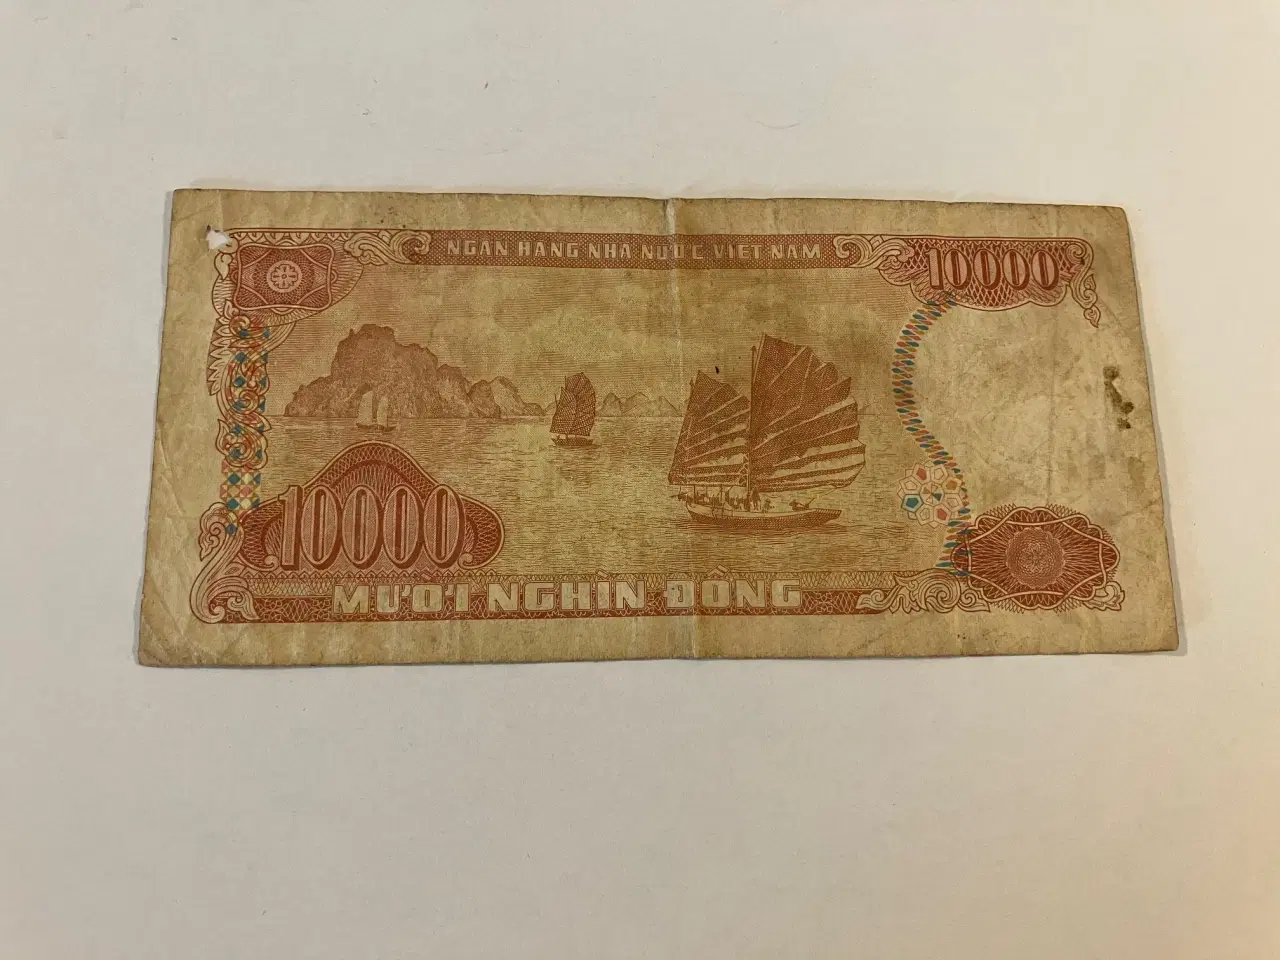 NGAN HANG NHA NƯỚC VIET NAM
10000
10000
MƯỜI NGHÌN ĐỒNG